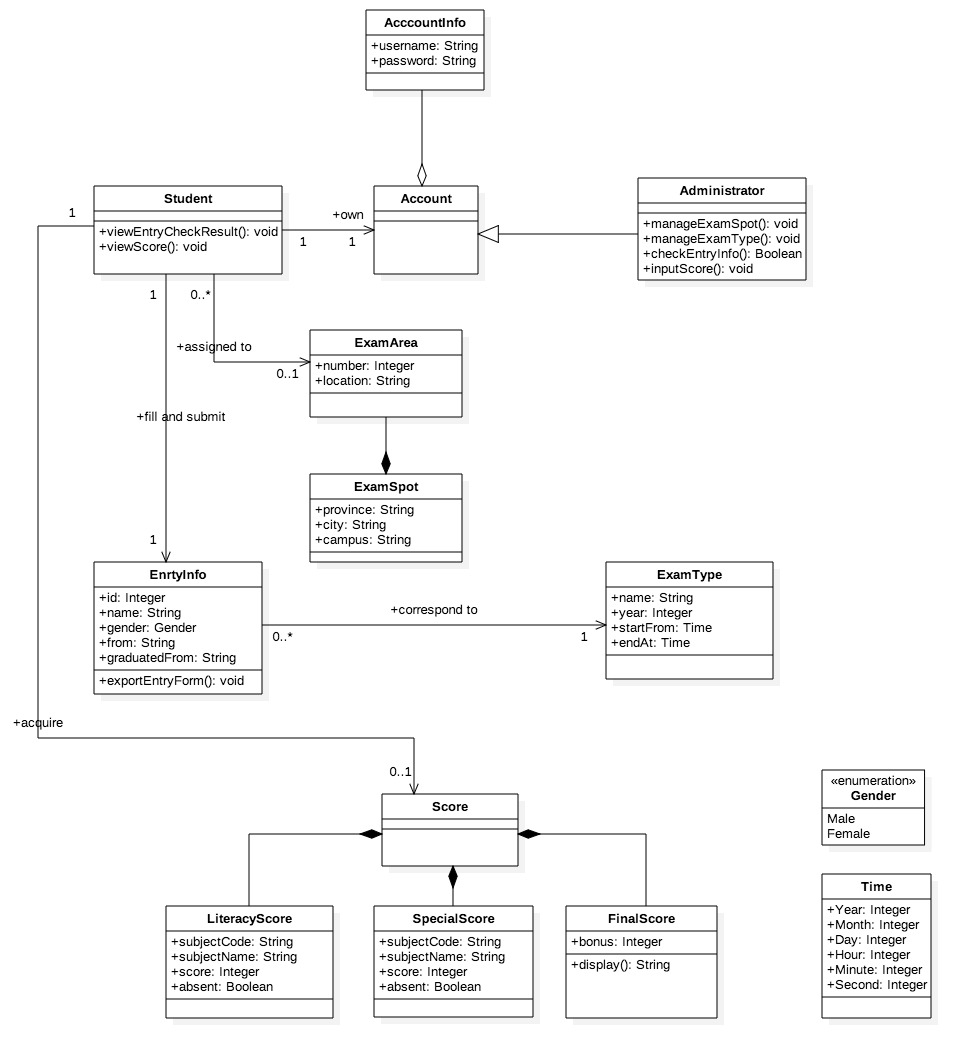 AcccountInfo
+username: String
+password: String
Student
+viewEntryCheckResult(): void
+viewScore(): void
1
+own
1
1
Account
Administrator
+manageExamSpot(): void
+manageExamType(): void
+checkEntryInfo(): Boolean
+inputScore(): void
1
0..*
+assigned to
0..1
ExamArea
+number: Integer
+location: String
+fill and submit
1
ExamSpot
+province: String
+city: String
+campus: String
EnrtyInfo
+id: Integer
+name: String
+gender: Gender
+from: String
+graduatedFrom: String
+exportEntryForm(): void
+correspond to
0..*
1
ExamType
+name: String
+year: Integer
+startFrom: Time
+endAt: Time
+acquire
0..1
Score
«enumeration»
Gender
Male
Female
LiteracyScore
+subjectCode: String
+subjectName: String
+score: Integer
+absent: Boolean
SpecialScore
+subjectCode: String
+subjectName: String
+score: Integer
+absent: Boolean
FinalScore
+bonus: Integer
+display(): String
Time
+Year: Integer
+Month: Integer
+Day: Integer
+Hour: Integer
+Minute: Integer
+Second: Integer